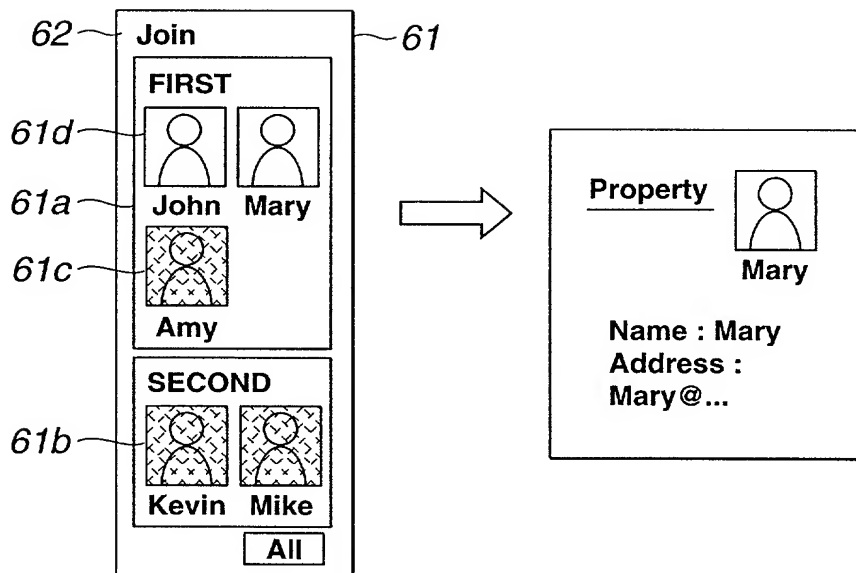 62 Join 61
FIRST
61d
John Mary
61a
61c
Amy
SECOND
61b
Kevin Mike
All
Property
Mary
Name : Mary
Address :
Mary@...